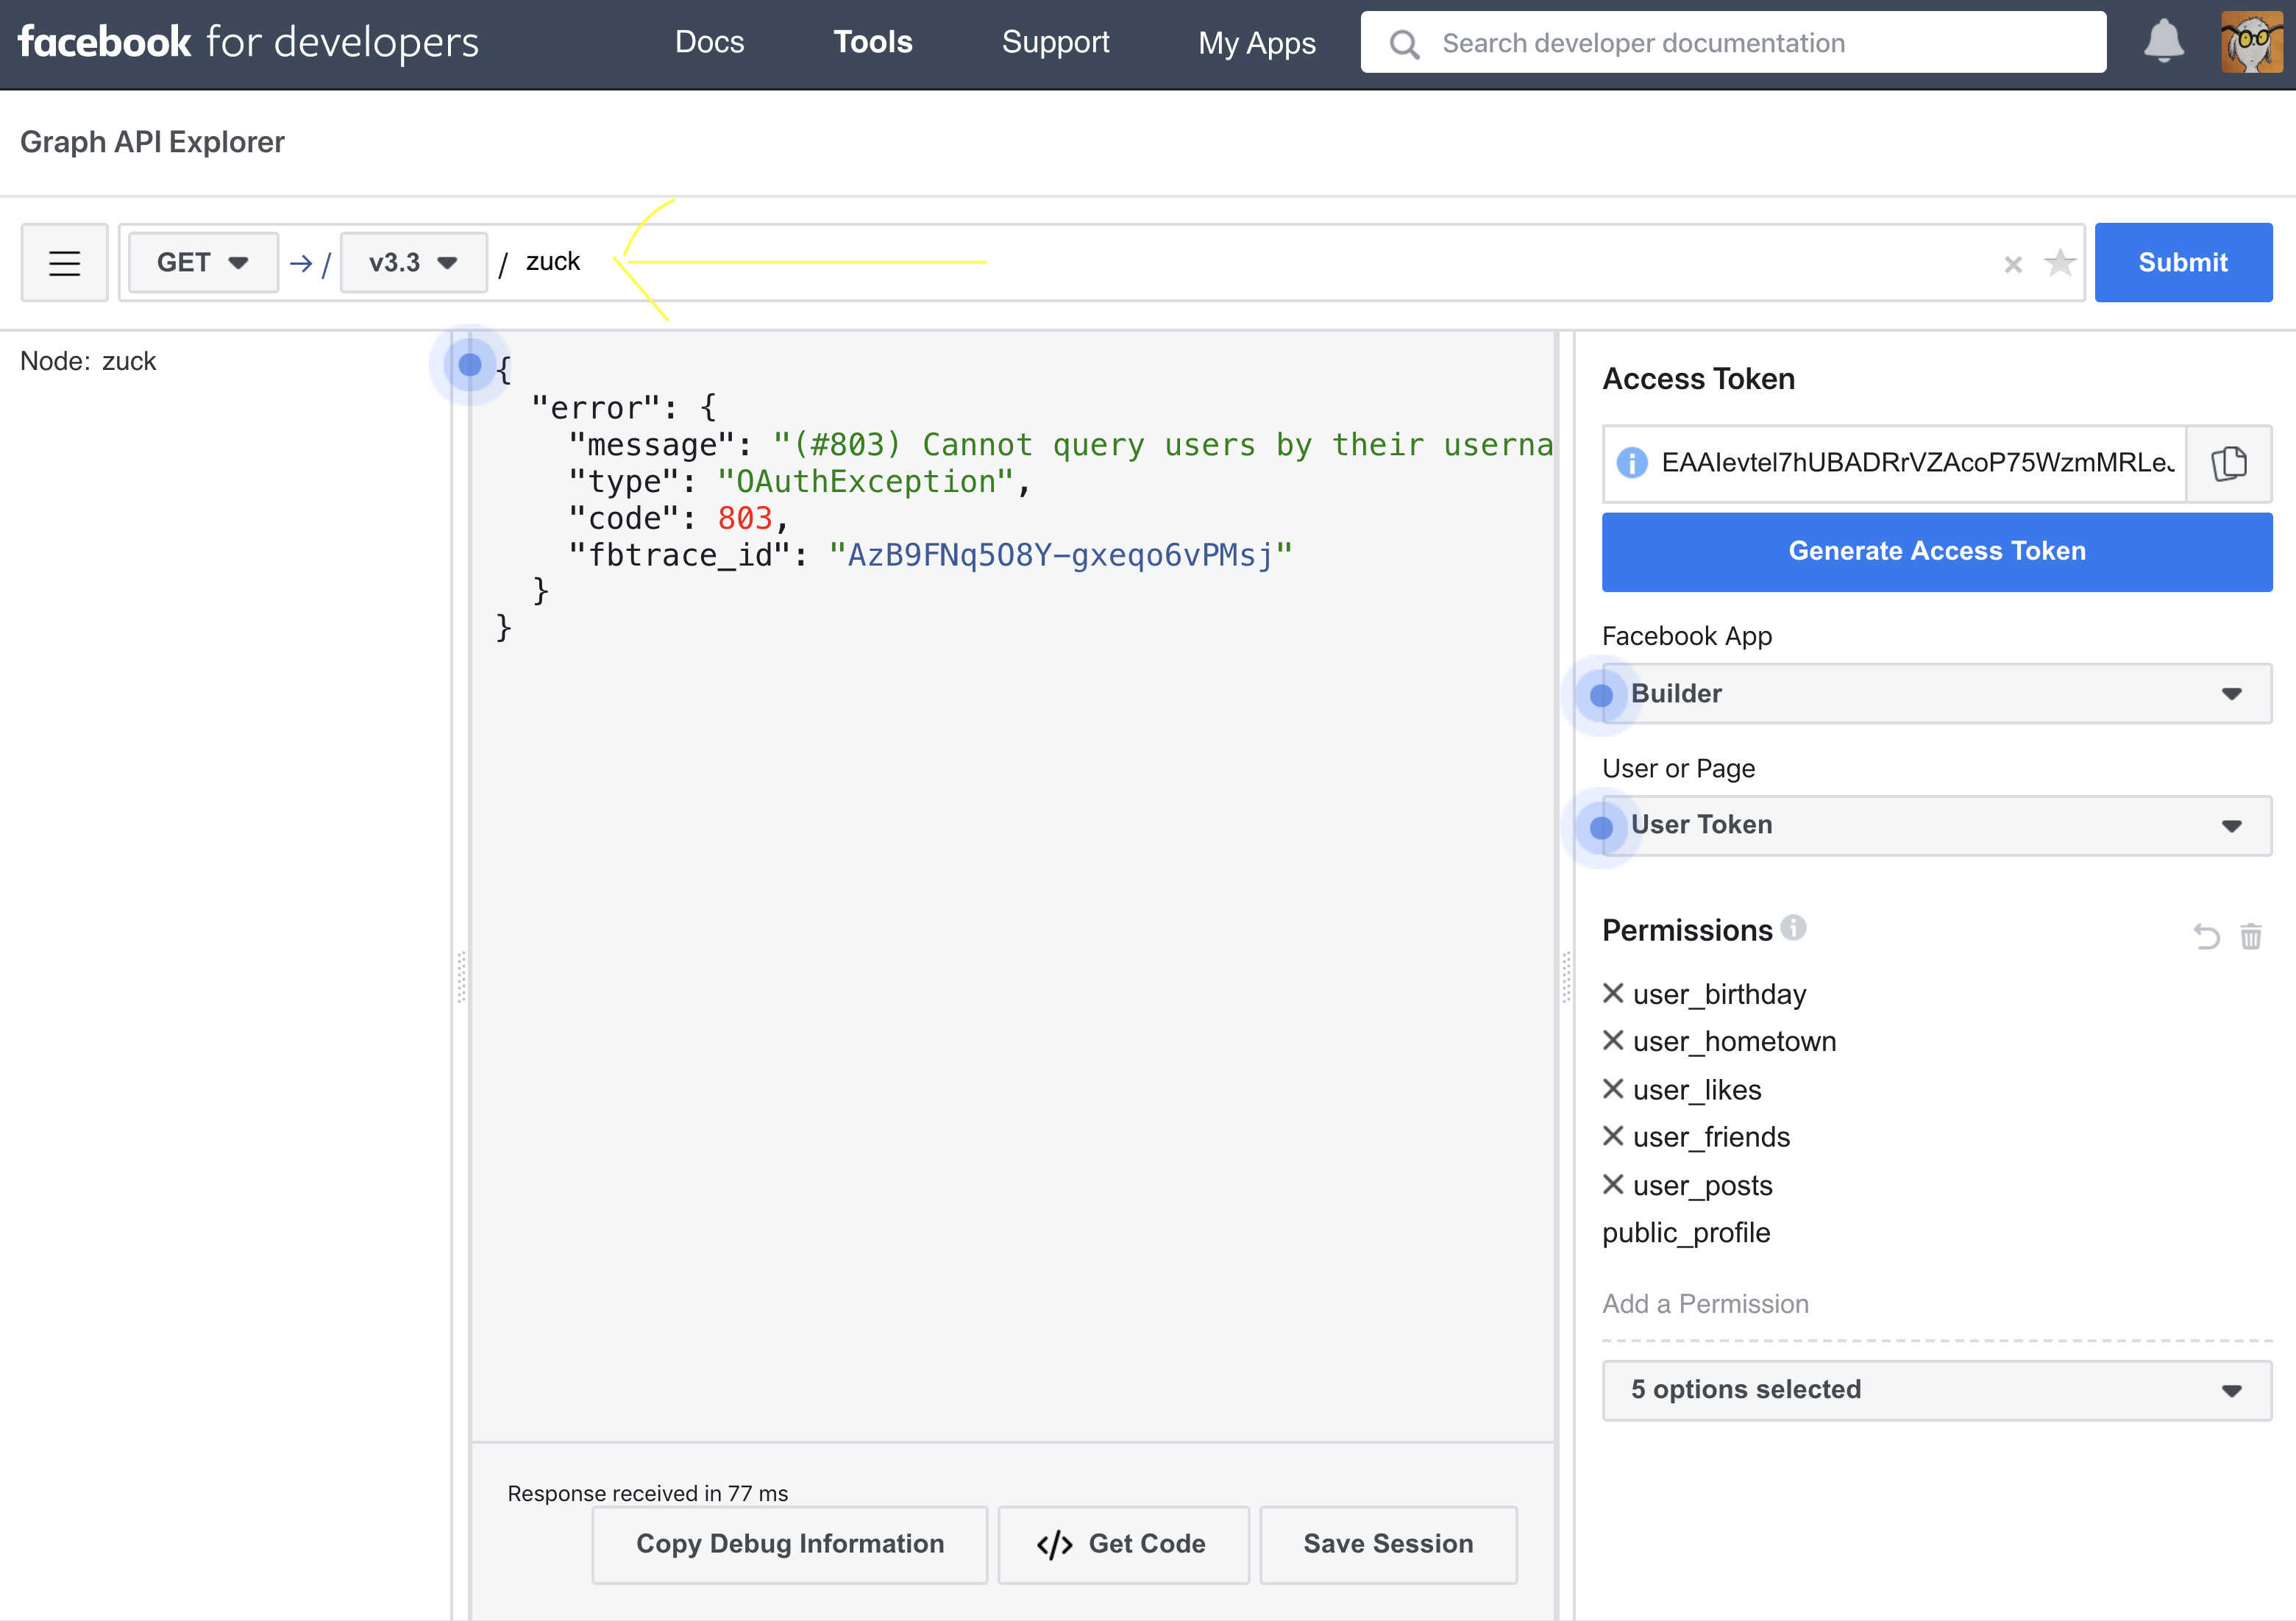 facebook for developers Docs Tools Support My Apps Search developer documentation
Graph API Explorer
GET → / v3.3 / zuck × Submit
Node: zuck
{
"error": {
"message": "(#803) Cannot query users by their userna
"type": "OAuthException",
"code": 803,
"fbtrace_id": "AzB9FNq5O8Y-gxeqo6vPMsj"
}
}
Response received in 77 ms
Copy Debug Information </> Get Code Save Session
Access Token
EAAIevtel7hUBADRrVZAcoP75WzmMRLe
Generate Access Token
Facebook App
Builder
User or Page
User Token
Permissions
user_birthday
user_hometown
user_likes
user_friends
user_posts
public_profile
Add a Permission
5 options selected